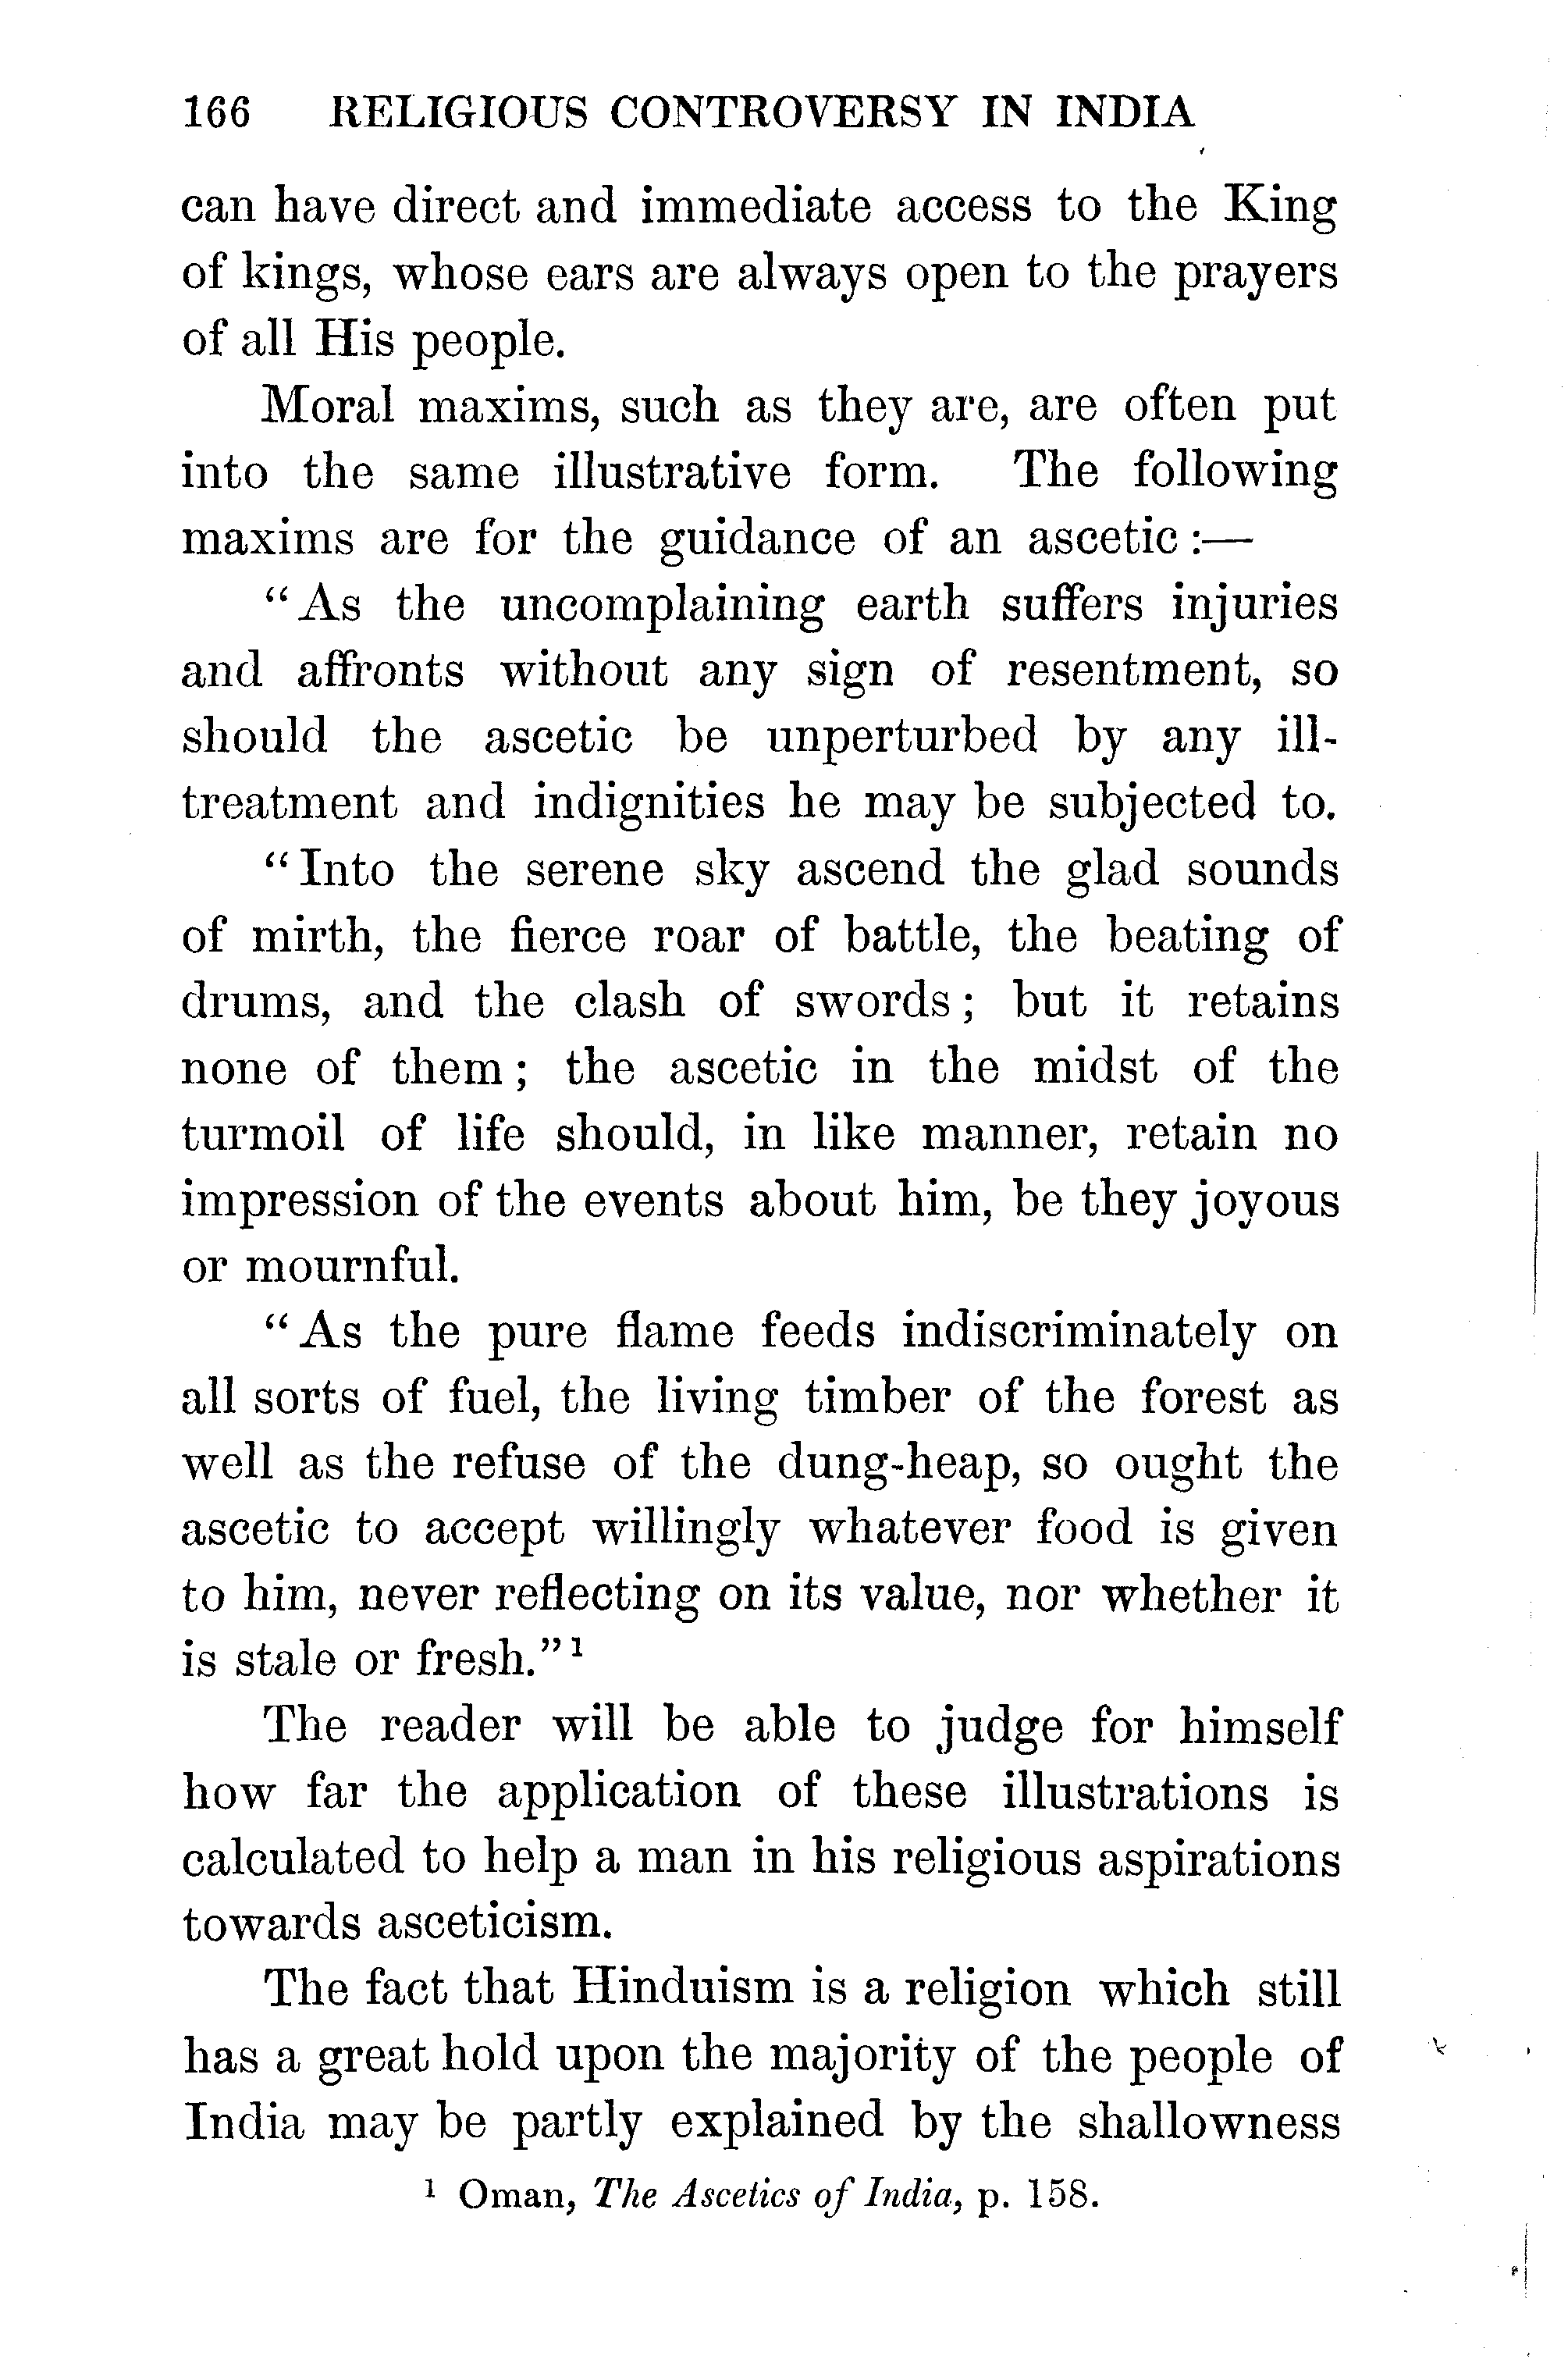 166 RELIGIOUS CONTROVERSY IN INDIA
can have direct and immediate access to the King
of kings, whose ears are always open to the prayers
of all His people.
Moral maxims, such as they are, are often put
into the same illustrative form. The following
maxims are for the guidance of an ascetic :—
“As the uncomplaining earth suffers injuries
and affronts without any sign of resentment, so
should the ascetic be unperturbed by any ill-
treatment and indignities he may be subjected to.
“Into the serene sky ascend the glad sounds
of mirth, the fierce roar of battle, the beating of
drums, and the clash of swords; but it retains
none of them; the ascetic in the midst of the
turmoil of life should, in like manner, retain no
impression of the events about him, be they joyous
or mournful.
“As the pure flame feeds indiscriminately on
all sorts of fuel, the living timber of the forest as
well as the refuse of the dung-heap, so ought the
ascetic to accept willingly whatever food is given
to him, never reflecting on its value, nor whether it
is stale or fresh.” 1
The reader will be able to judge for himself
how far the application of these illustrations is
calculated to help a man in his religious aspirations
towards asceticism.
The fact that Hinduism is a religion which still
has a great hold upon the majority of the people of
India may be partly explained by the shallowness
1 Oman, The Ascetics of India, p. 158.